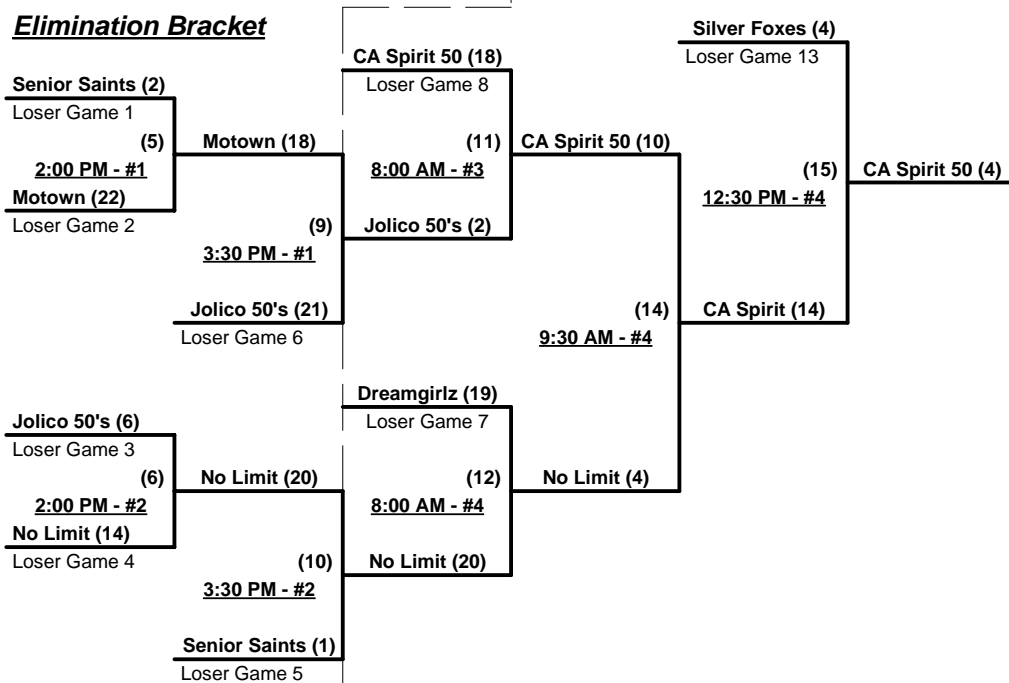 Elimination Bracket
Silver Foxes (4)
Loser Game 13
CA Spirit 50 (18)
Loser Game 8
Senior Saints (2)
Loser Game 1
(5)
2:00 PM - #1
Motown (18)
(11)
8:00 AM - #3
CA Spirit 50 (10)
(15)
12:30 PM - #4
CA Spirit 50 (4)
Motown (22)
Loser Game 2
(9)
3:30 PM - #1
Jolico 50's (2)
Jolico 50's (21)
Loser Game 6
(14)
9:30 AM - #4
CA Spirit (14)
Dreamgirlz (19)
Loser Game 7
Jolico 50's (6)
Loser Game 3
(6)
2:00 PM - #2
No Limit (20)
(12)
8:00 AM - #4
No Limit (4)
No Limit (14)
Loser Game 4
(10)
3:30 PM - #2
No Limit (20)
Senior Saints (1)
Loser Game 5